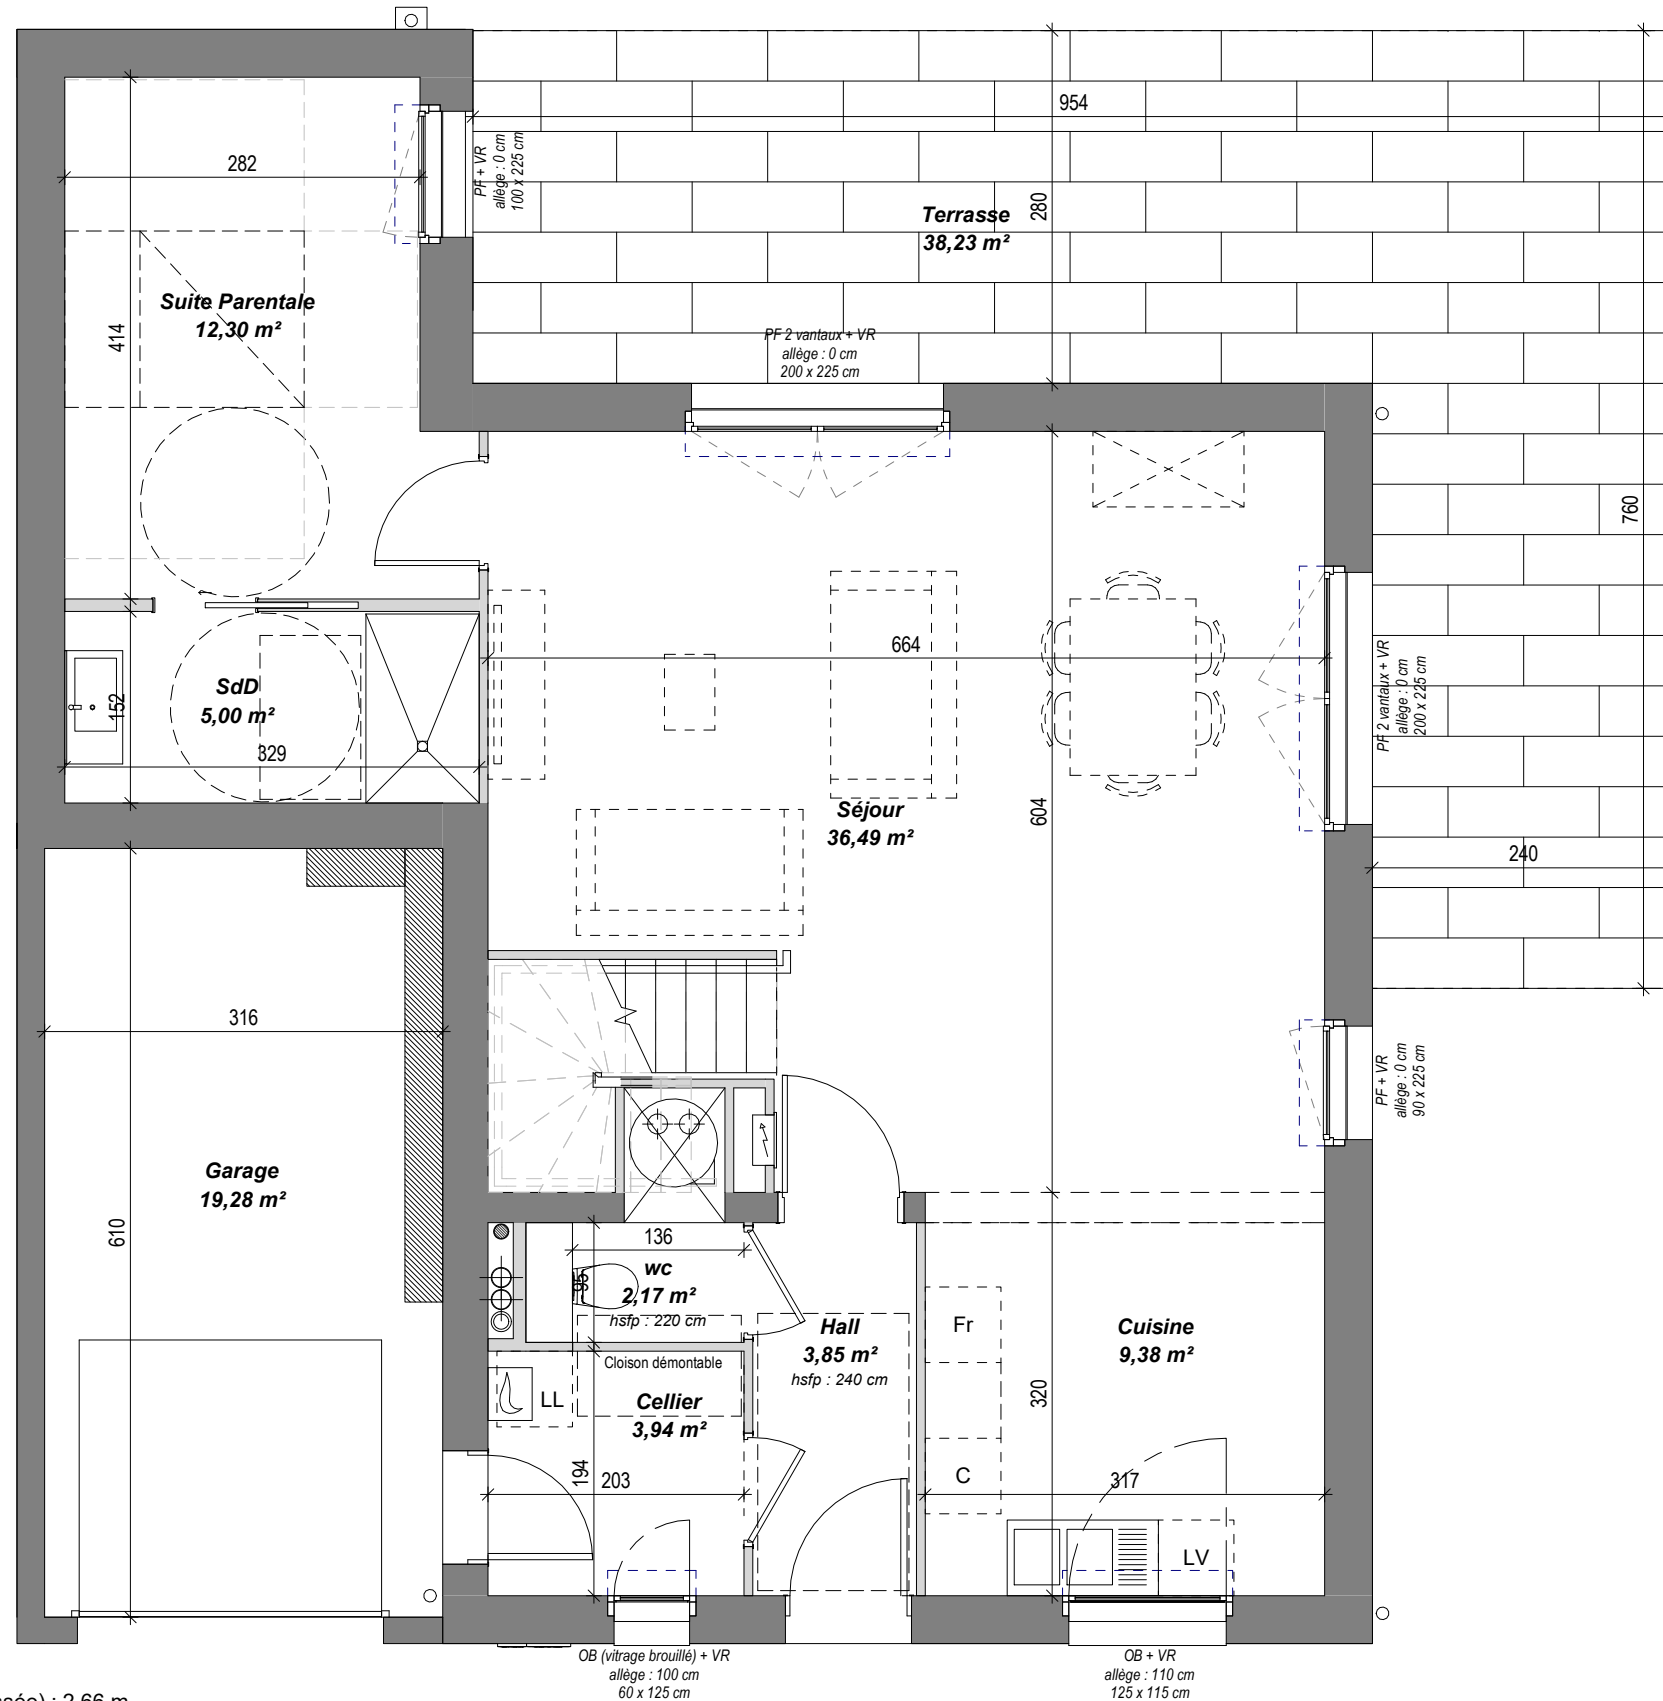 954
PF + VR
allège : 0 cm
100 x 225 cm
282
280
Terrasse
38,23 m²
Suite Parentale
12,30 m²
414
PF 2 vantaux + VR
allège : 0 cm
200 x 225 cm
760
664
PF 2 vantaux + VR
allège : 0 cm
200 x 225 cm
SdD
5,00 m²
152
329
Séjour
36,49 m²
604
240
316
PF + VR
allège : 0 cm
90 x 225 cm
Garage
19,28 m²
610
136
wc
2,17 m²
hsfp : 220 cm
95
Hall
3,85 m²
hsfp : 240 cm
Fr
Cuisine
9,38 m²
Cloison démontable
LL
Cellier
3,94 m²
320
194
203
C
317
LV
OB (vitrage brouillé) + VR
allège : 100 cm
60 x 125 cm
OB + VR
allège : 110 cm
125 x 115 cm
: 2,66 m